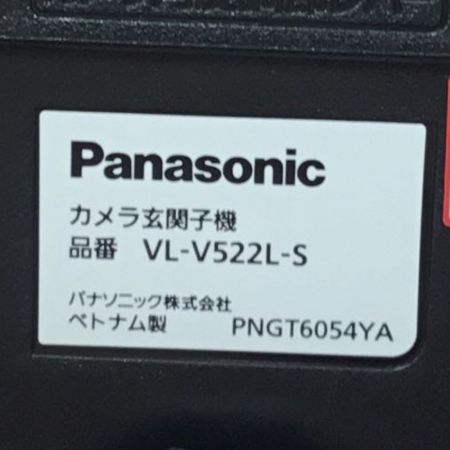 Panasonic
カメラ玄関子機
品番 VL-V522L-S
パナソニック株式会社
ベトナム製 PNGT6054YA